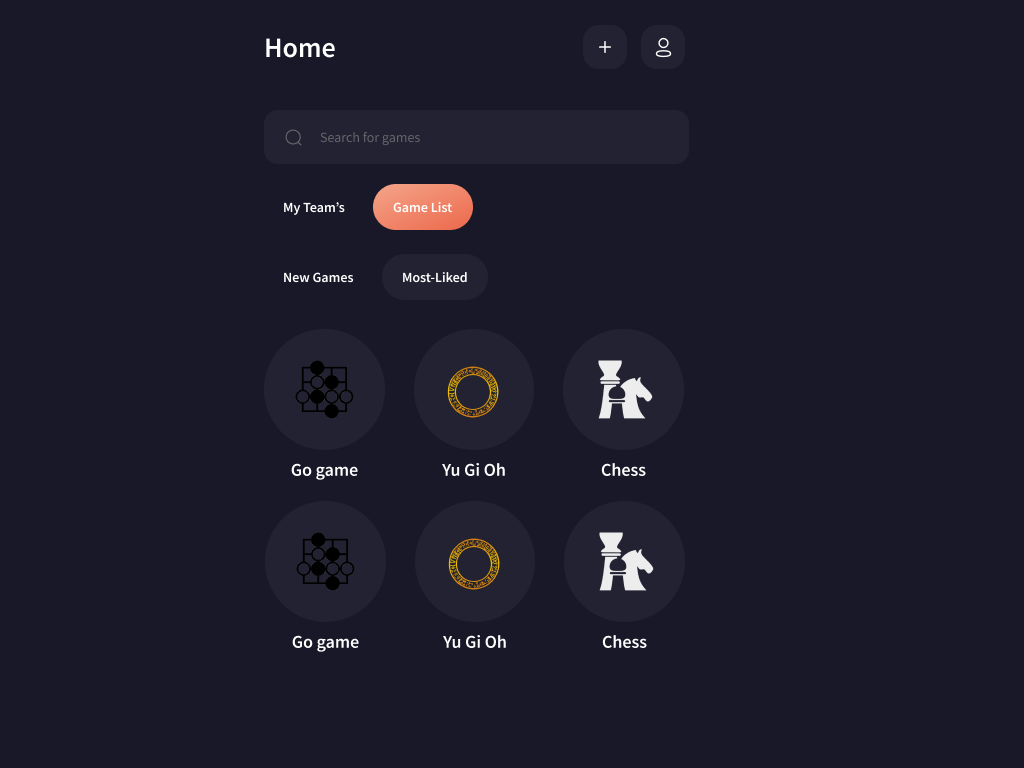 Home
Search for games
My Team’s
Game List
New Games
Most-Liked
Go game
Yu Gi Oh
Chess
Go game
Yu Gi Oh
Chess